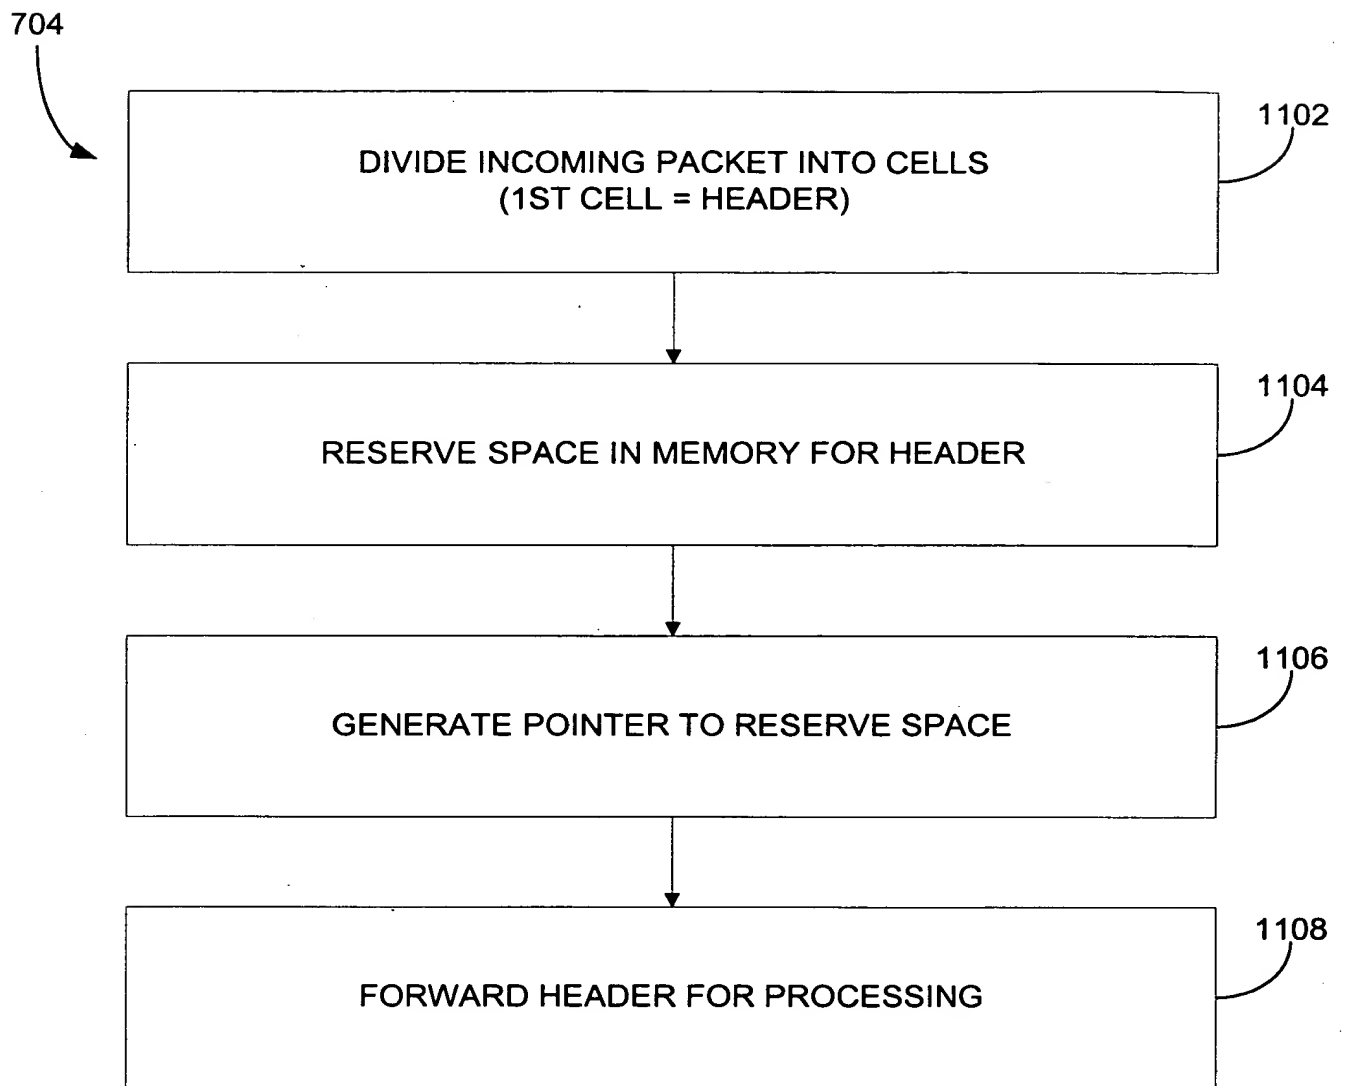 704
1102
DIVIDE INCOMING PACKET INTO CELLS
(1ST CELL = HEADER)
1104
RESERVE SPACE IN MEMORY FOR HEADER
1106
GENERATE POINTER TO RESERVE SPACE
1108
FORWARD HEADER FOR PROCESSING